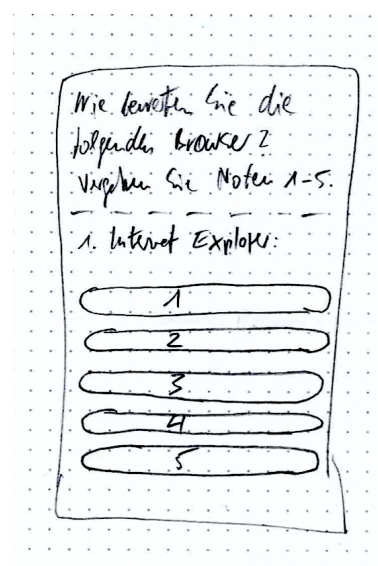 Wie bewerten Sie die
folgenden Browser?
Vergeben Sie Noten 1-5.
1. Internet Explorer:
1
2
3
4
5